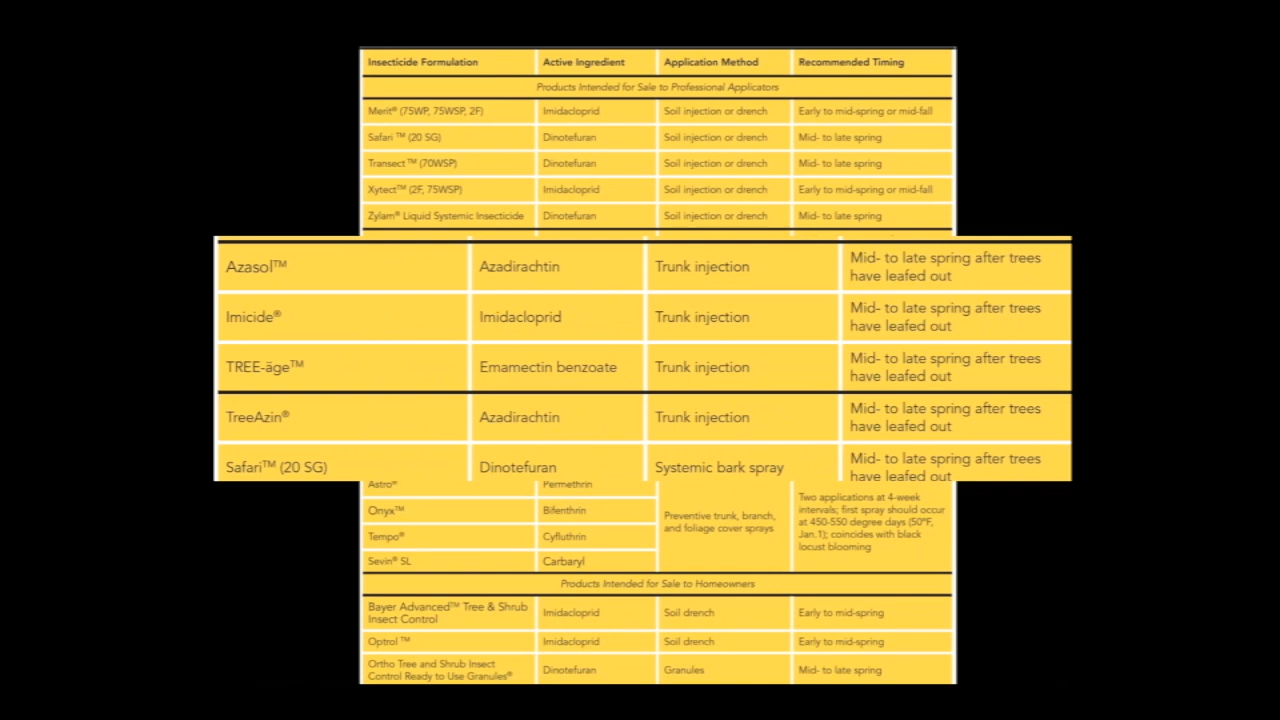 Insecticide Formulation Active Ingredient Application Method Recommended Timing
Products Intended for Sale to Professional Applicators
Merit® (75WP, 75WSP, 2F) Imidacloprid Soil injection or drench Early to mid-spring or mid-fall
Safari ™ (20 SG) Dinotefuran Soil injection or drench Mid- to late spring
Transect ™ (70WSP) Dinotefuran Soil injection or drench Mid- to late spring
Xytect™ (2F, 75WSP) Imidacloprid Soil injection or drench Early to mid-spring or mid-fall
Zylam® Liquid Systemic Insecticide Dinotefuran Soil injection or drench Mid- to late spring
Azasol™ Azadirachtin Trunk injection Mid- to late spring after trees
have leafed out
Imicide® Imidacloprid Trunk injection Mid- to late spring after trees
have leafed out
TREE-äge™ Emamectin benzoate Trunk injection Mid- to late spring after trees
have leafed out
TreeAzin® Azadirachtin Trunk injection Mid- to late spring after trees
have leafed out
Safari™ (20 SG) Dinotefuran Systemic bark spray Mid- to late spring after trees
have leafed out
Astro® Permethrin
Onyx™ Bifenthrin
Tempo® Cyfluthrin
Sevin® SL Carbaryl
Preventive trunk, branch,
and foliage cover sprays
Two applications at 4-week
intervals; first spray should occur
at 450-550 degree days (50°F,
Jan.1); coincides with black
locust blooming
Products Intended for Sale to Homeowners
Bayer Advanced™ Tree & Shrub
Insect Control Imidacloprid Soil drench Early to mid-spring
Optrol ™ Imidacloprid Soil drench Early to mid-spring
Ortho Tree and Shrub Insect
Control Ready to Use Granules® Dinotefuran Granules Mid- to late spring